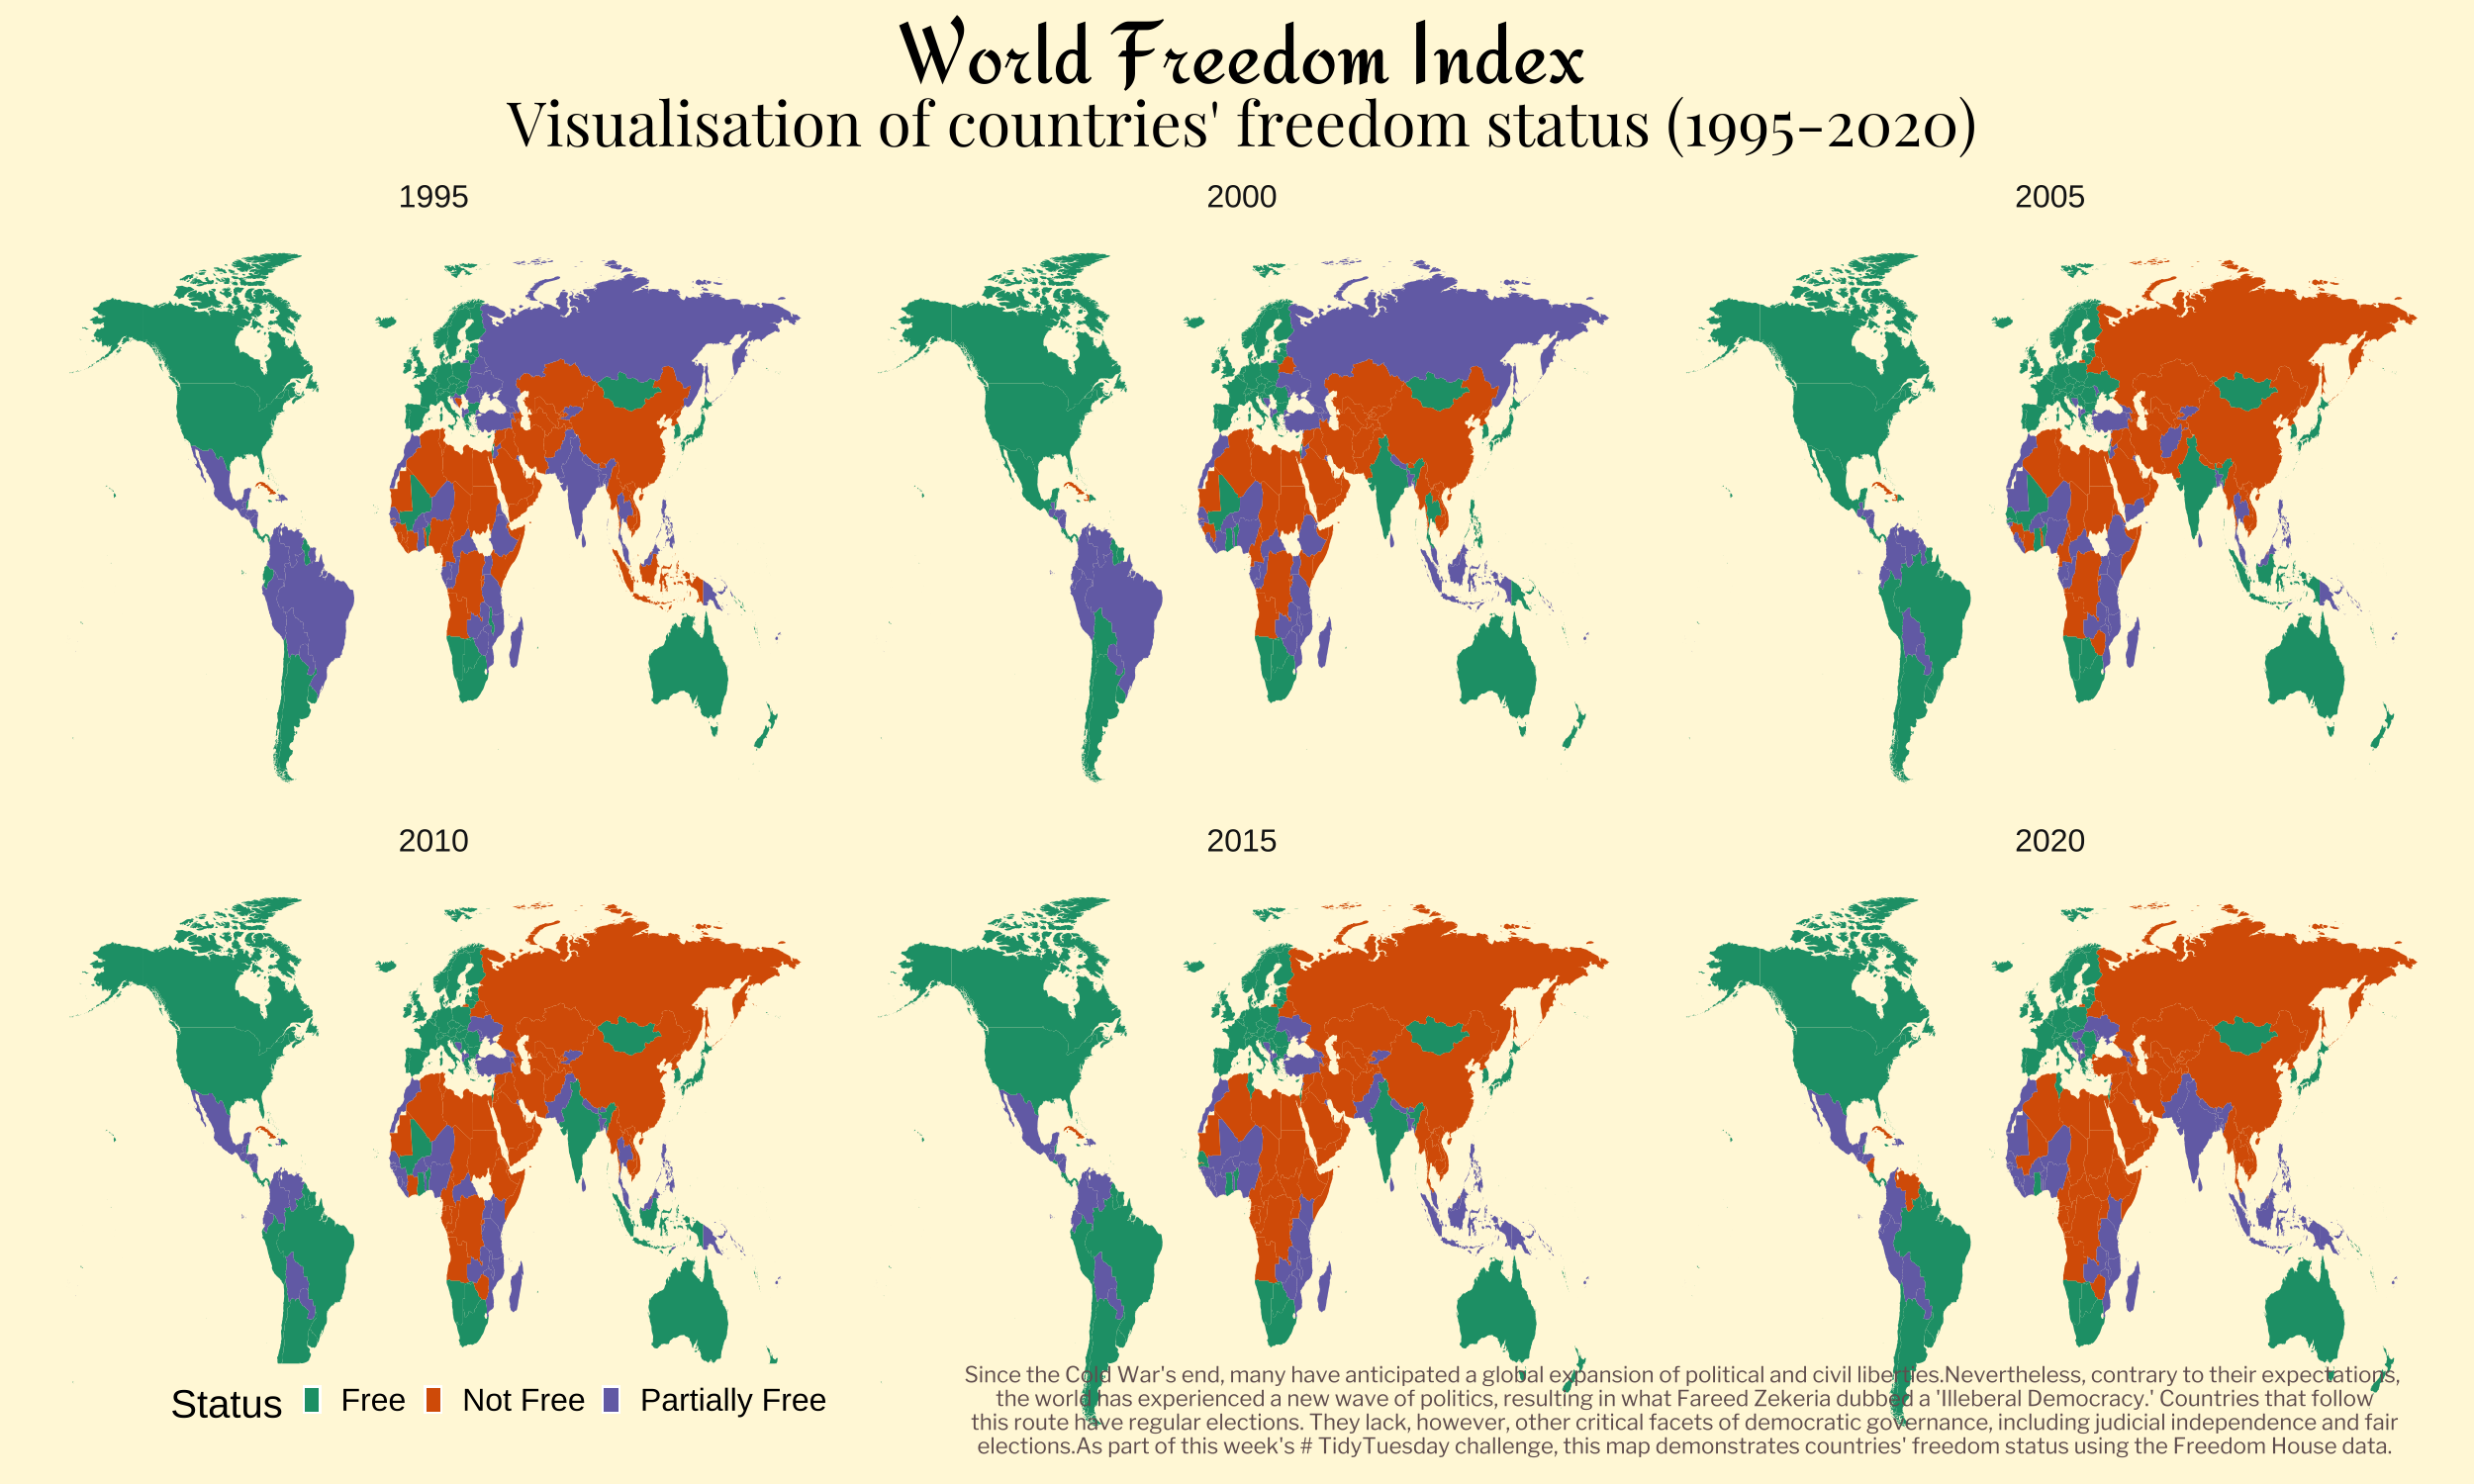 World Freedom Index
Visualisation of countries' freedom status (1995-2020)
1995
2000
2005
2010
2015
2020
Status Free Not Free Partially Free
Since the Cold War's end, many have anticipated a global expansion of political and civil liberties.Nevertheless, contrary to their expectations,
the world has experienced a new wave of politics, resulting in what Fareed Zekeria dubbed a 'Illeberal Democracy.' Countries that follow
this route have regular elections. They lack, however, other critical facets of democratic governance, including judicial independence and fair
elections.As part of this week's # TidyTuesday challenge, this map demonstrates countries' freedom status using the Freedom House data.